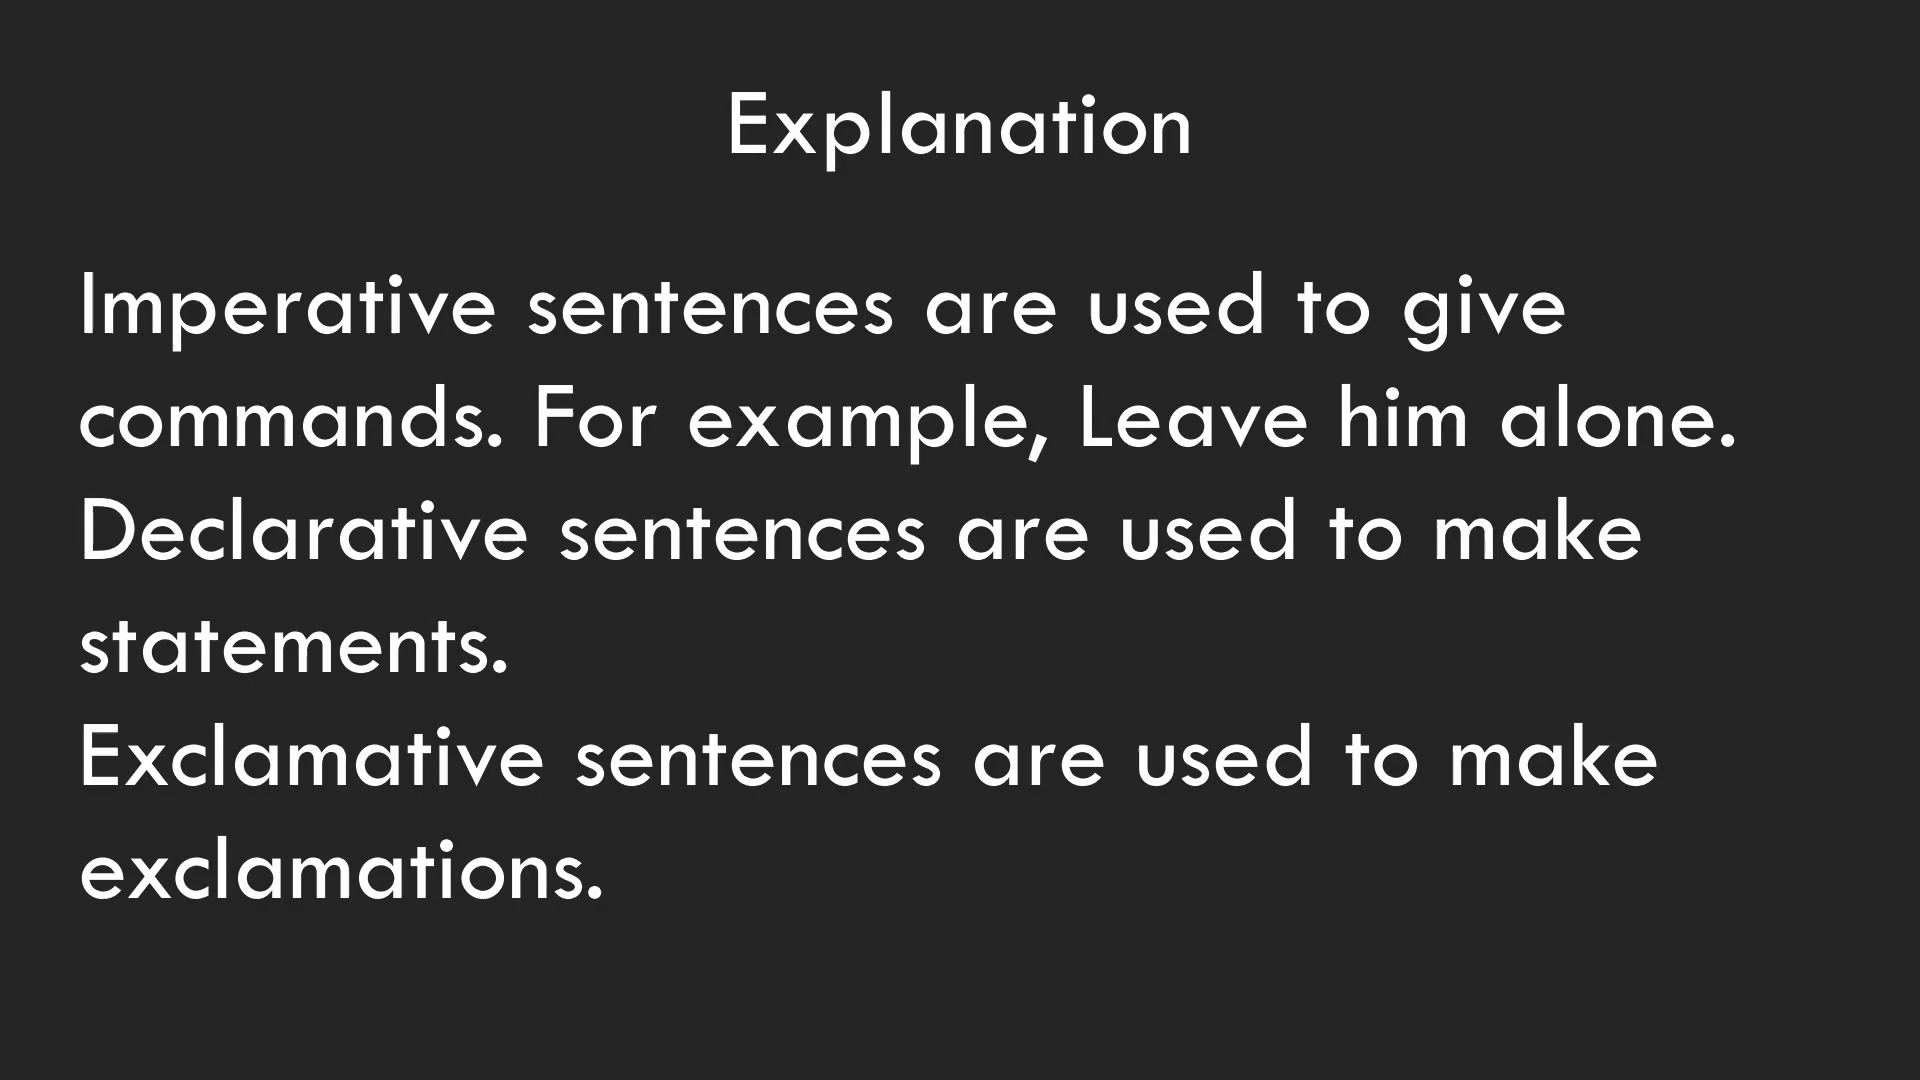 Explanation
Imperative sentences are used to give
commands. For example, Leave him alone.
Declarative sentences are used to make
statements.
Exclamative sentences are used to make
exclamations.